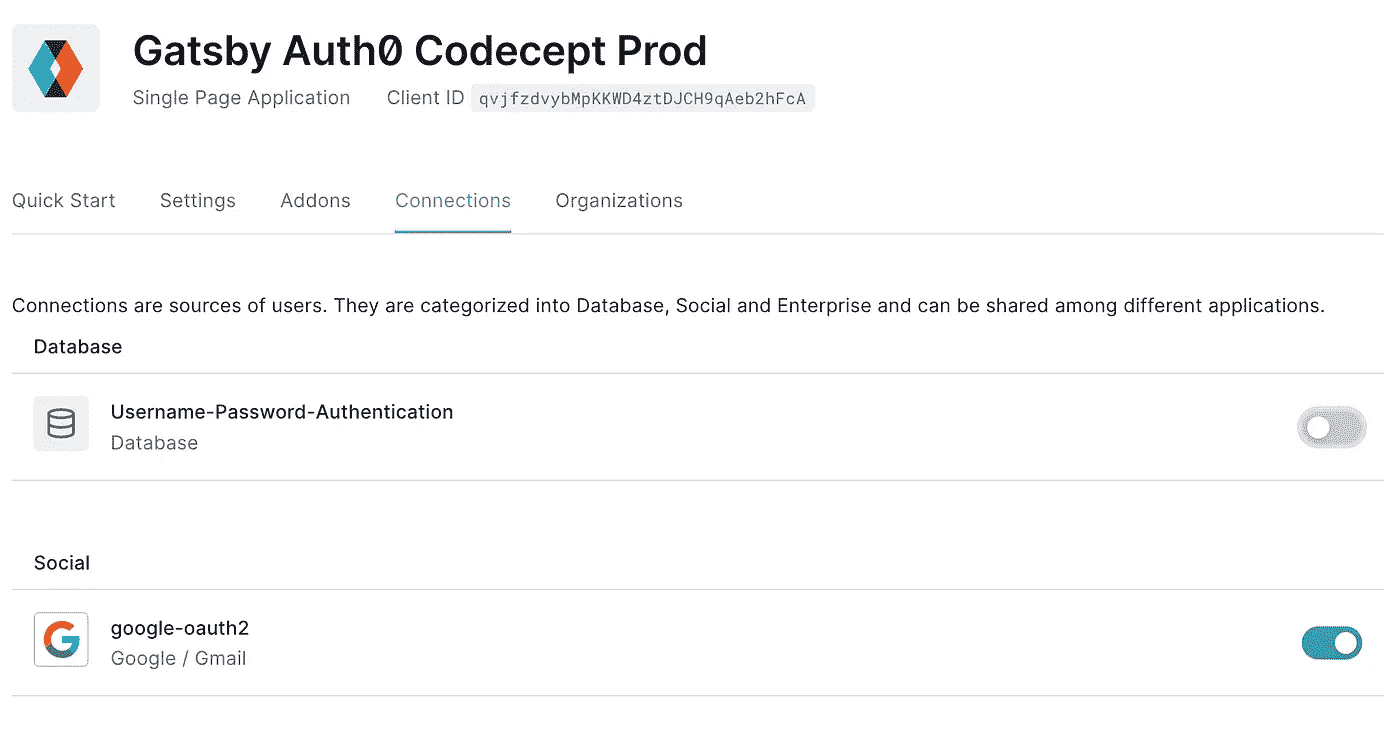 Gatsby Auth0 Codecept Prod
Single Page Application Client ID qvjfzdvybMpKKWD4ztDJCH9qAeb2hFcA
Quick Start Settings Addons Connections Organizations
Connections are sources of users. They are categorized into Database, Social and Enterprise and can be shared among different applications.
Database
Username-Password-Authentication
Database
Social
google-oauth2
Google / Gmail